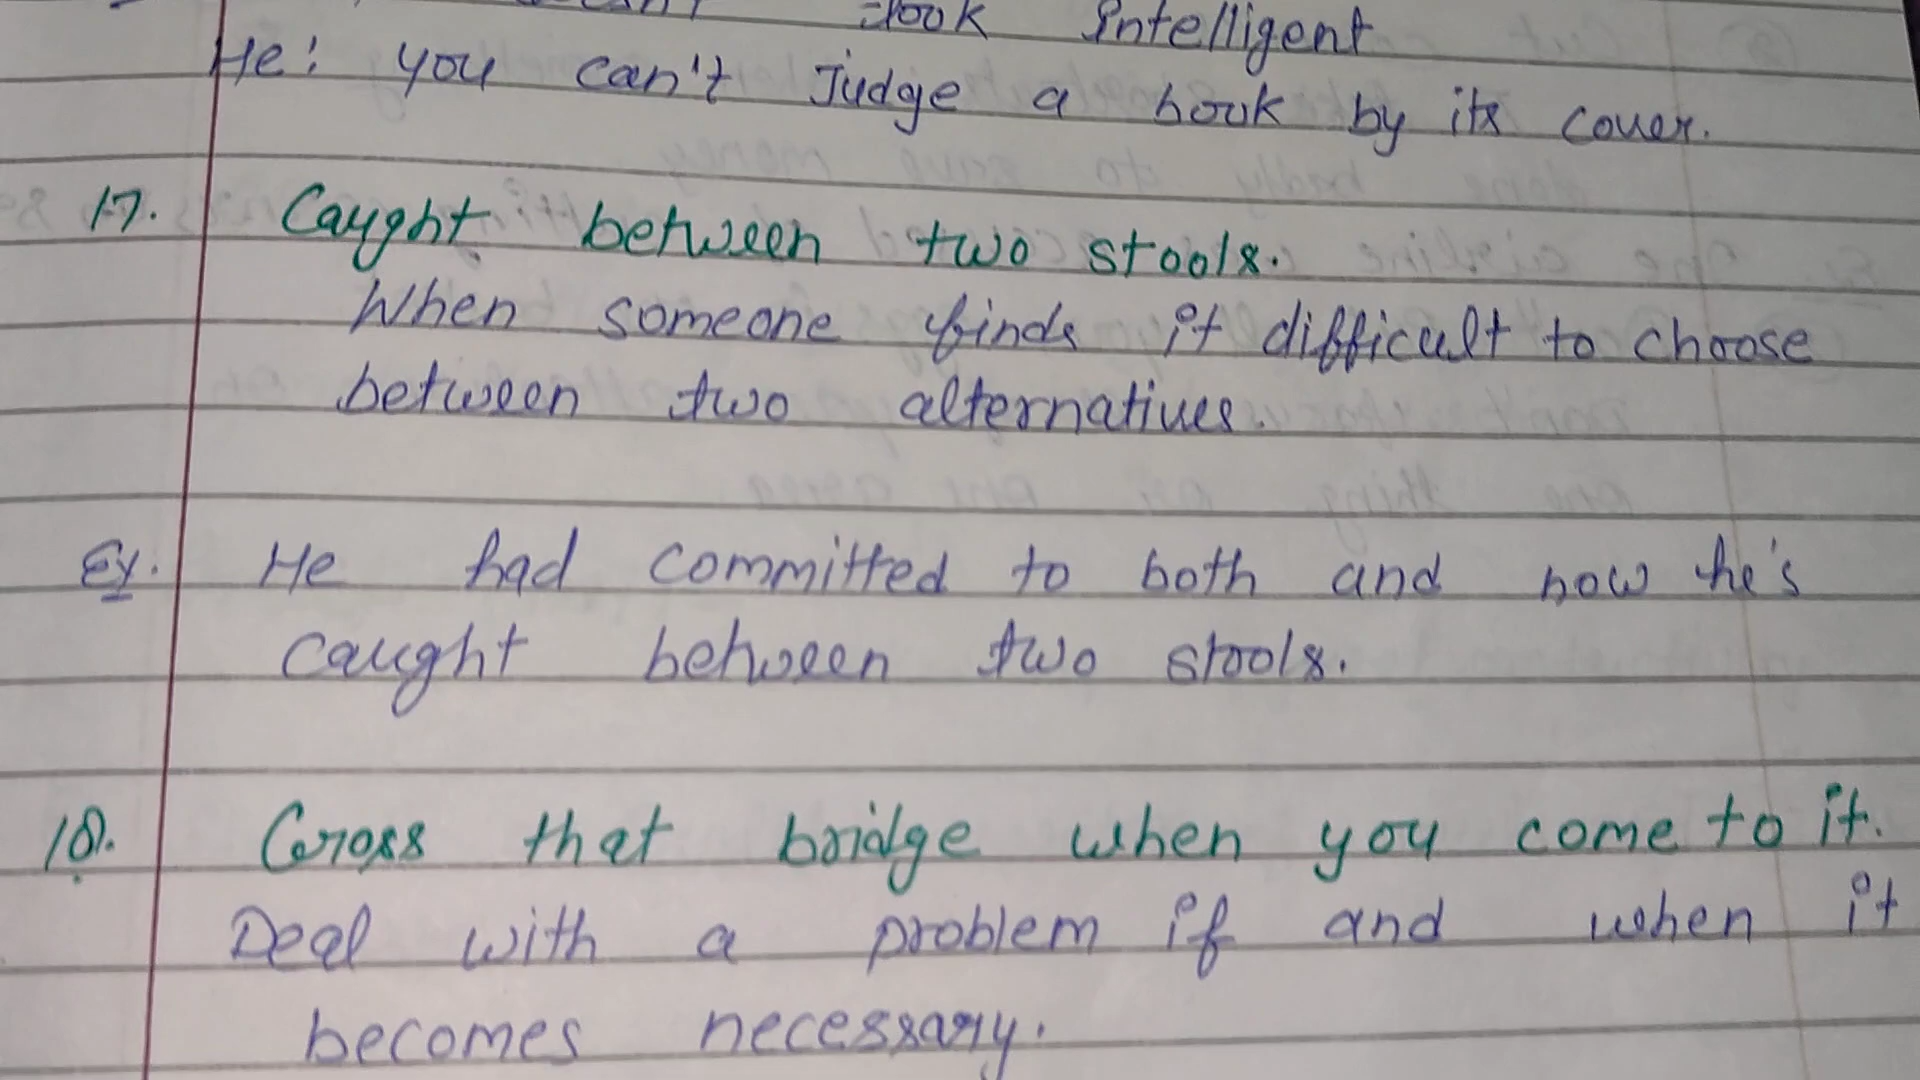 look Intelligent
He: you can't Judge a book by its cover.
17. Caught between two stools.
When someone finds it difficult to choose
between two alternatives.
Ex. He had committed to both and now he's
caught between two stools.
18. Cross that bridge when you come to it.
Deal with a problem if and when it
becomes necessary.